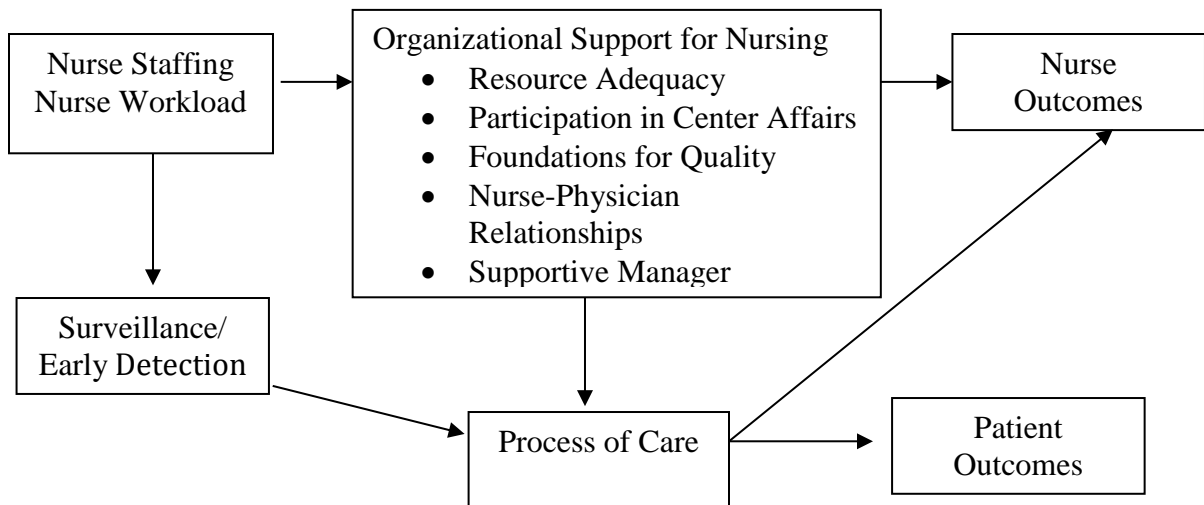 Nurse Staffing
Nurse Workload
Organizational Support for Nursing
• Resource Adequacy
• Participation in Center Affairs
• Foundations for Quality
• Nurse-Physician
Relationships
• Supportive Manager
Nurse
Outcomes
Surveillance/
Early Detection
Process of Care
Patient
Outcomes